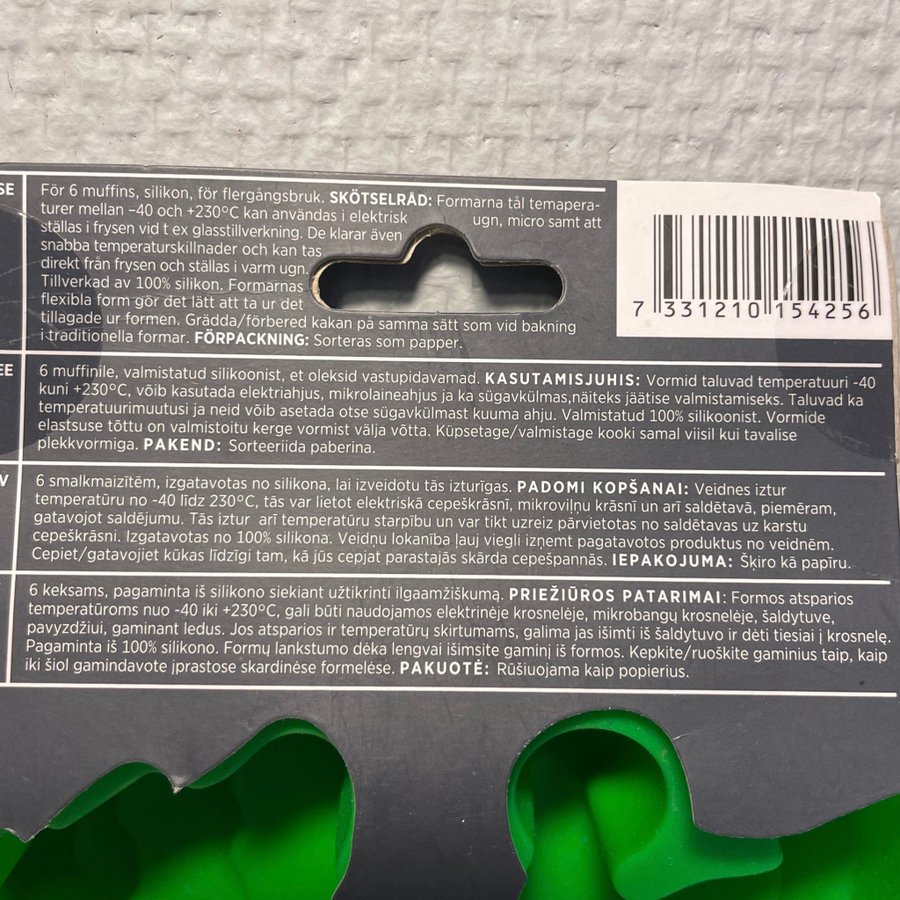 SE
För 6 muffins, silikon, för flergångsbruk. SKÖTSELRÅD: Formarna tål temapera-
turer mellan –40 och +230°C kan användas i elektrisk ugn, micro samt att
ställas i frysen vid t ex glasstillverkning. De klarar även
snabba temperaturskillnader och kan tas
direkt från frysen och ställas i varm ugn.
Tillverkad av 100% silikon. Formarnas
flexibla form gör det lätt att ta ur det
tillagade ur formen. Grädda/förbered kakan på samma sätt som vid bakning
i traditionella formar. FÖRPACKNING: Sorteras som papper.
7 331210 154256
EE
6 muffinile, valmistatud silikoonist, et oleksid vastupidavamad. KASUTAMISJUHIS: Vormid taluvad temperatuuri -40
kuni +230°C, võib kasutada elektriahjus, mikrolaineahjus ja ka sügavkülmas,näiteks jäätise valmistamiseks. Taluvad ka
temperatuurimuutusi ja neid võib asetada otse sügavkülmast kuuma ahju. Valmistatud 100% silikoonist. Vormide
elastsuse tõttu on valmistoitu kerge vormist välja võtta. Küpsetage/valmistage kooki samal viisil kui tavalise
plekkvormiga. PAKEND: Sorteeriida paberina.
V
6 smalkmaizītēm, izgatavotas no silikona, lai izveidotu tās izturīgas. PADOMI KOPŠANAI: Veidnes iztur
temperatūru no -40 līdz 230°C, tās var lietot elektriskā cepeškrāsnī, mikroviļņu krāsnī un arī saldētavā, piemēram,
gatavojot saldējumu. Tās iztur arī temperatūru starpību un var tikt uzreiz pārvietotas no saldētavas uz karstu
cepeškrāsni. Izgatavotas no 100% silikona. Veidņu lokanība ļauj viegli izņemt pagatavotos produktus no veidnēm.
Cepiet/gatavojiet kūkas līdzīgi tam, kā jūs cepjat parastajās skārda cepešpannās. IEPAKOJUMA: Šķiro kā papīru.
6 keksams, pagaminta iš silikono siekiant užtikrinti ilgaamžiškumą. PRIEŽIŪROS PATARIMAI: Formos atsparios
temperatūroms nuo -40 iki +230°C, gali būti naudojamos elektrinėje krosnelėje, mikrobangų krosnelėje, šaldytuve,
pavyzdžiui, gaminant ledus. Jos atsparios ir temperatūrų skirtumams, galima jas išimti iš šaldytuvo ir dėti tiesiai į krosnelę.
Pagaminta iš 100% silikono. Formų lankstumo dėka lengvai išimsite gaminį iš formos. Kepkite/ruoškite gaminius taip, kaip
iki šiol gamindavote įprastose skardinėse formelėse. PAKUOTĖ: Rūšiuojama kaip popierius.